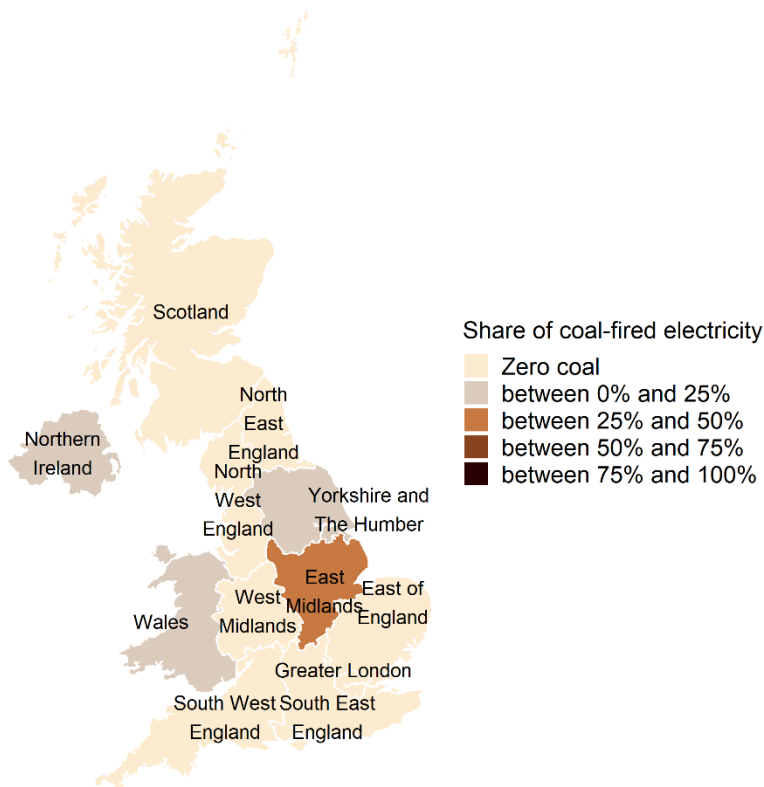 Scotland
North
East
England
Northern
Ireland
North
West
England
Yorkshire and
The Humber
East
Midlands
East of
England
West
Midlands
Wales
Greater London
South West
England
South East
England
Share of coal-fired electricity
Zero coal
between 0% and 25%
between 25% and 50%
between 50% and 75%
between 75% and 100%